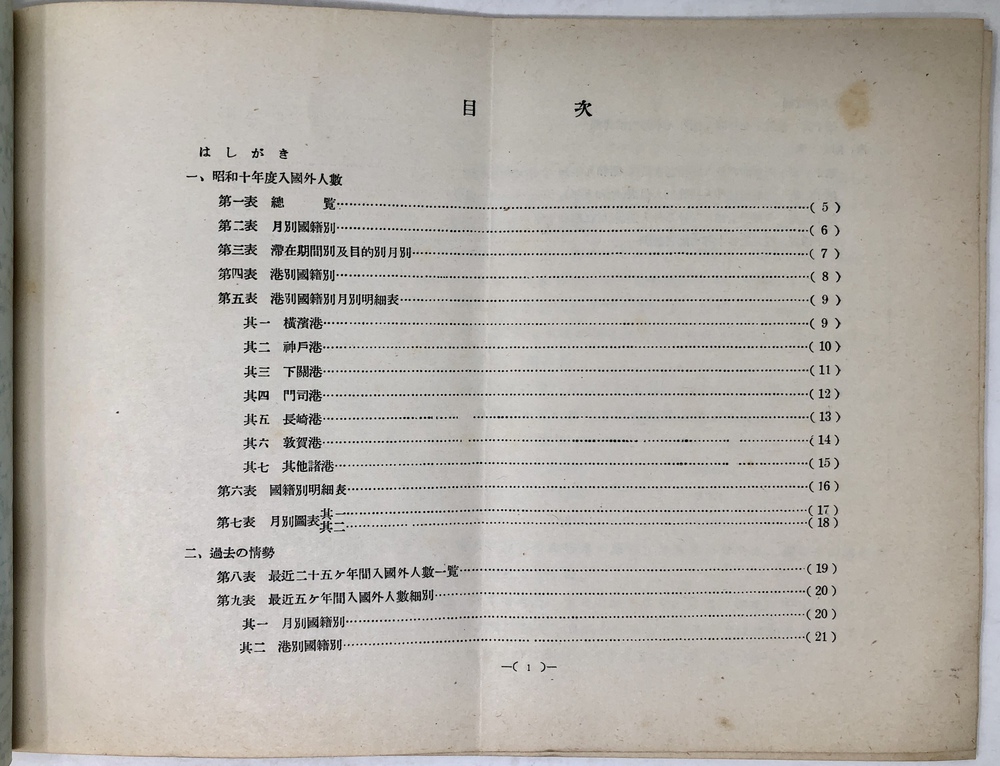 目次
はしがき
一、昭和十年度入國外人數
第一表　總覽…(5)
第二表　月別國籍別…(6)
第三表　滯在期間別及目的別月別…(7)
第四表　港別國籍別…(8)
第五表　港別國籍別月別明細表…(9)
其一　橫濱港…(9)
其二　神戶港…(10)
其三　下關港…(11)
其四　門司港…(12)
其五　長崎港…(13)
其六　敦賀港…(14)
其七　其他諸港…(15)
第六表　國籍別明細表…(16)
第七表　月別圖表其一…(17)
其二…(18)
二、過去の情勢
第八表　最近二十五ヶ年間入國外人數一覽…(19)
第九表　最近五ヶ年間入國外人數細別…(20)
其一　月別國籍別…(20)
其二　港別國籍別…(21)
—( 1 )—